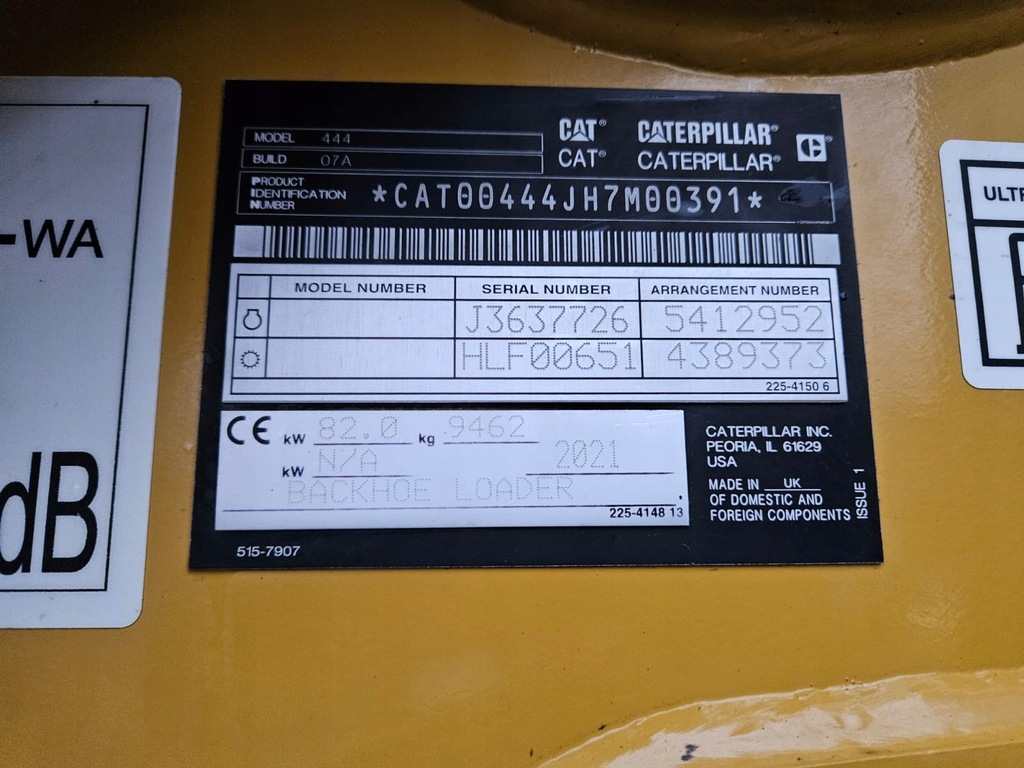 -WA
dB
MODEL 444
BUILD 07A
CAT® CATERPILLAR®
CAT® CATERPILLAR®
PRODUCT IDENTIFICATION NUMBER *CAT00444JH7M00391*
MODEL NUMBER SERIAL NUMBER ARRANGEMENT NUMBER
J3637726 5412952
HLF00651 4389373
225-4150 6
CE kW 82.0 kg 9462
kW N/A 2021
BACKHOE LOADER
225-4148 13
CATERPILLAR INC.
PEORIA, IL 61629
USA
MADE IN UK
OF DOMESTIC AND
FOREIGN COMPONENTS
ISSUE 1
515-7907